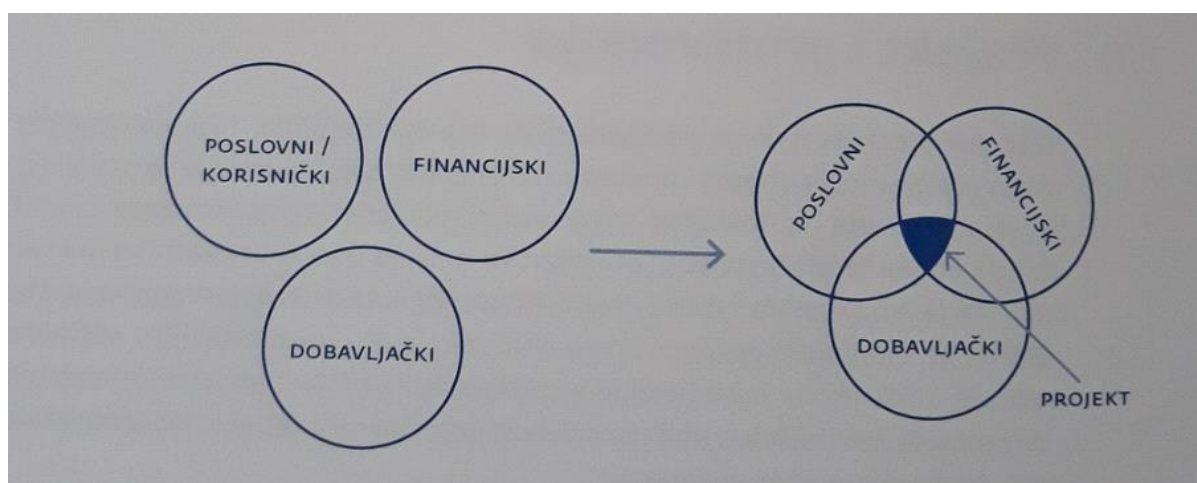 POSLOVNI /
KORISNIČKI
FINANCIJSKI
DOBAVLJAČKI
POSLOVNI
FINANCIJSKI
DOBAVLJAČKI
PROJEKT